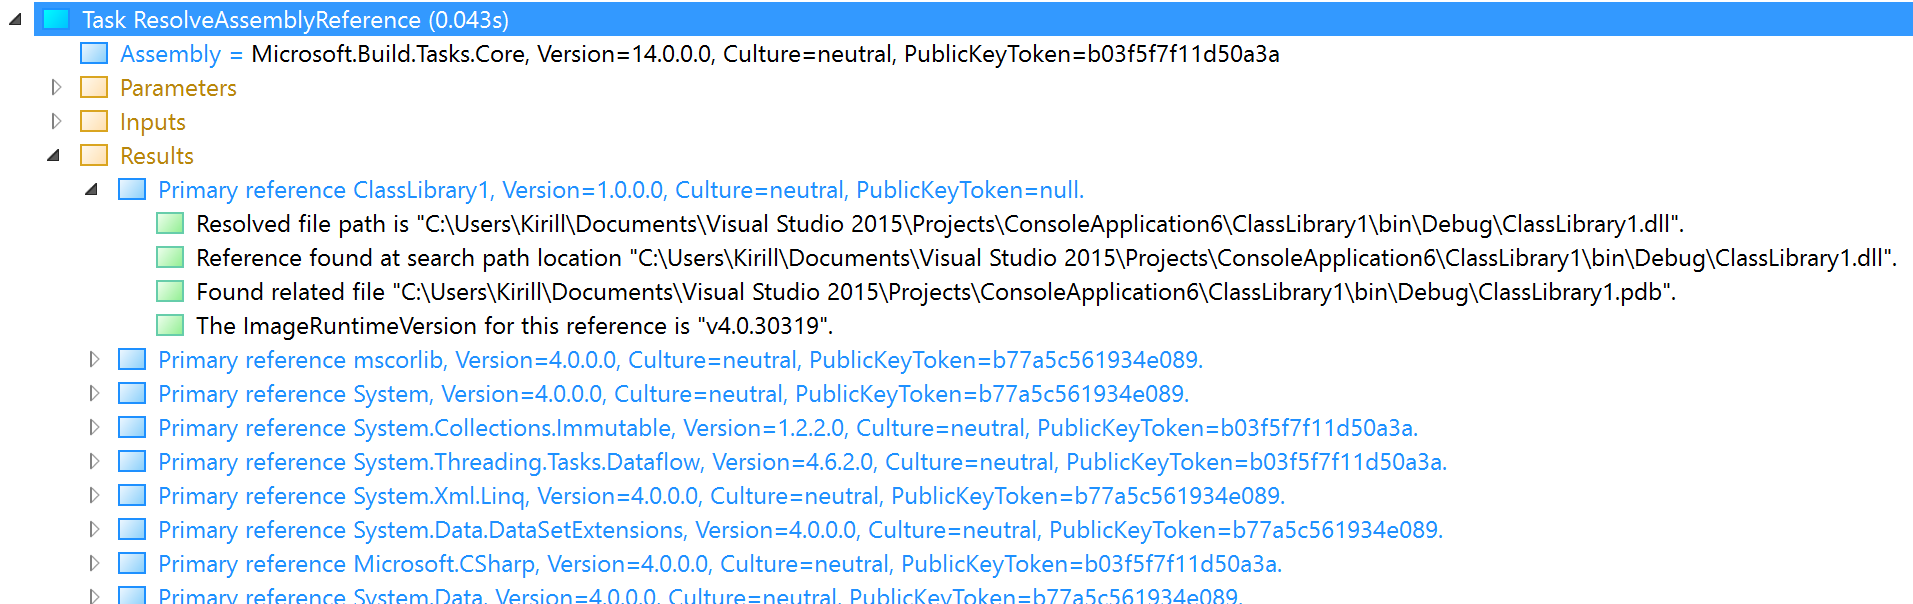 Task ResolveAssemblyReference (0.043s)
Assembly = Microsoft.Build.Tasks.Core, Version=14.0.0.0, Culture=neutral, PublicKeyToken=b03f5f7f11d50a3a
Parameters
Inputs
Results
Primary reference ClassLibrary1, Version=1.0.0.0, Culture=neutral, PublicKeyToken=null.
Resolved file path is "C:\Users\Kirill\Documents\Visual Studio 2015\Projects\ConsoleApplication6\ClassLibrary1\bin\Debug\ClassLibrary1.dll".
Reference found at search path location "C:\Users\Kirill\Documents\Visual Studio 2015\Projects\ConsoleApplication6\ClassLibrary1\bin\Debug\ClassLibrary1.dll".
Found related file "C:\Users\Kirill\Documents\Visual Studio 2015\Projects\ConsoleApplication6\ClassLibrary1\bin\Debug\ClassLibrary1.pdb".
The ImageRuntimeVersion for this reference is "v4.0.30319".
Primary reference mscorlib, Version=4.0.0.0, Culture=neutral, PublicKeyToken=b77a5c561934e089.
Primary reference System, Version=4.0.0.0, Culture=neutral, PublicKeyToken=b77a5c561934e089.
Primary reference System.Collections.Immutable, Version=1.2.2.0, Culture=neutral, PublicKeyToken=b03f5f7f11d50a3a.
Primary reference System.Threading.Tasks.Dataflow, Version=4.6.2.0, Culture=neutral, PublicKeyToken=b03f5f7f11d50a3a.
Primary reference System.Xml.Linq, Version=4.0.0.0, Culture=neutral, PublicKeyToken=b77a5c561934e089.
Primary reference System.Data.DataSetExtensions, Version=4.0.0.0, Culture=neutral, PublicKeyToken=b77a5c561934e089.
Primary reference Microsoft.CSharp, Version=4.0.0.0, Culture=neutral, PublicKeyToken=b03f5f7f11d50a3a.
Primary reference System.Data, Version=4.0.0.0, Culture=neutral, PublicKeyToken=b77a5c561934e089.